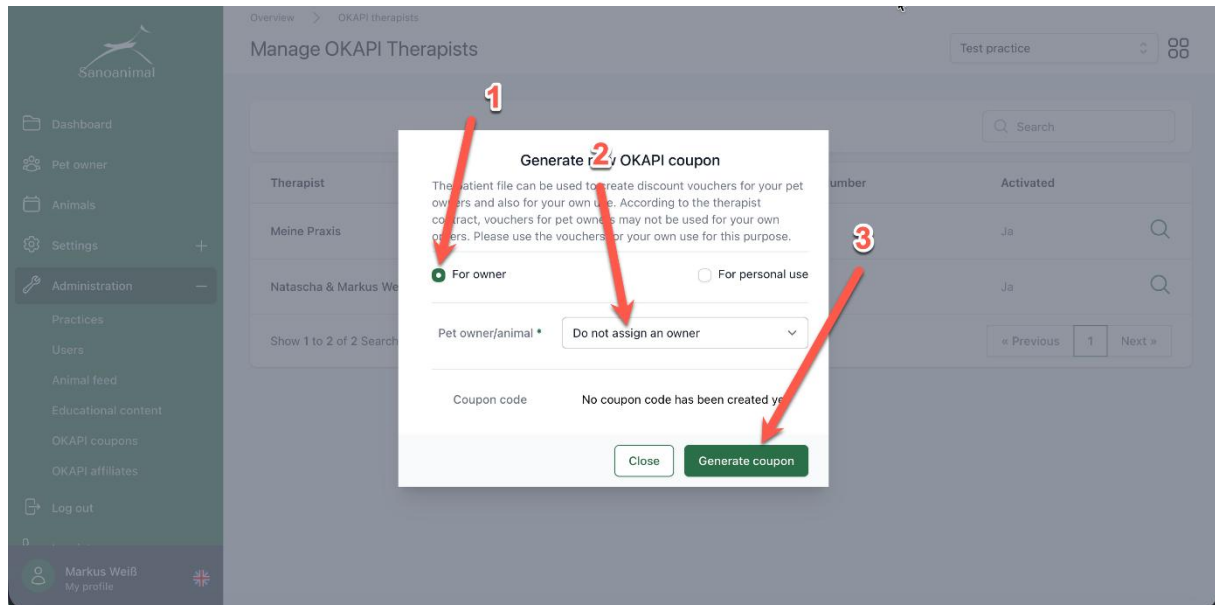 Overview > OKAPI therapists
Manage OKAPI Therapists
Test practice
Sanoanimal
Dashboard
Pet owner
Animals
Settings
Administration
Practices
Users
Animal feed
Educational content
OKAPI coupons
OKAPI affiliates
Log out
Markus Weiß
My profile
Search
Therapist
umber
Activated
Meine Praxis
Ja
Natascha & Markus We
Ja
Show 1 to 2 of 2 Search
« Previous 1 Next »
1
2
3
Generate new OKAPI coupon
The patient file can be used to create discount vouchers for your pet
owners and also for your own use. According to the therapist
contract, vouchers for pet owners may not be used for your own
orders. Please use the vouchers for your own use for this purpose.
For owner
For personal use
Pet owner/animal *
Do not assign an owner
Coupon code
No coupon code has been created yet
Close
Generate coupon